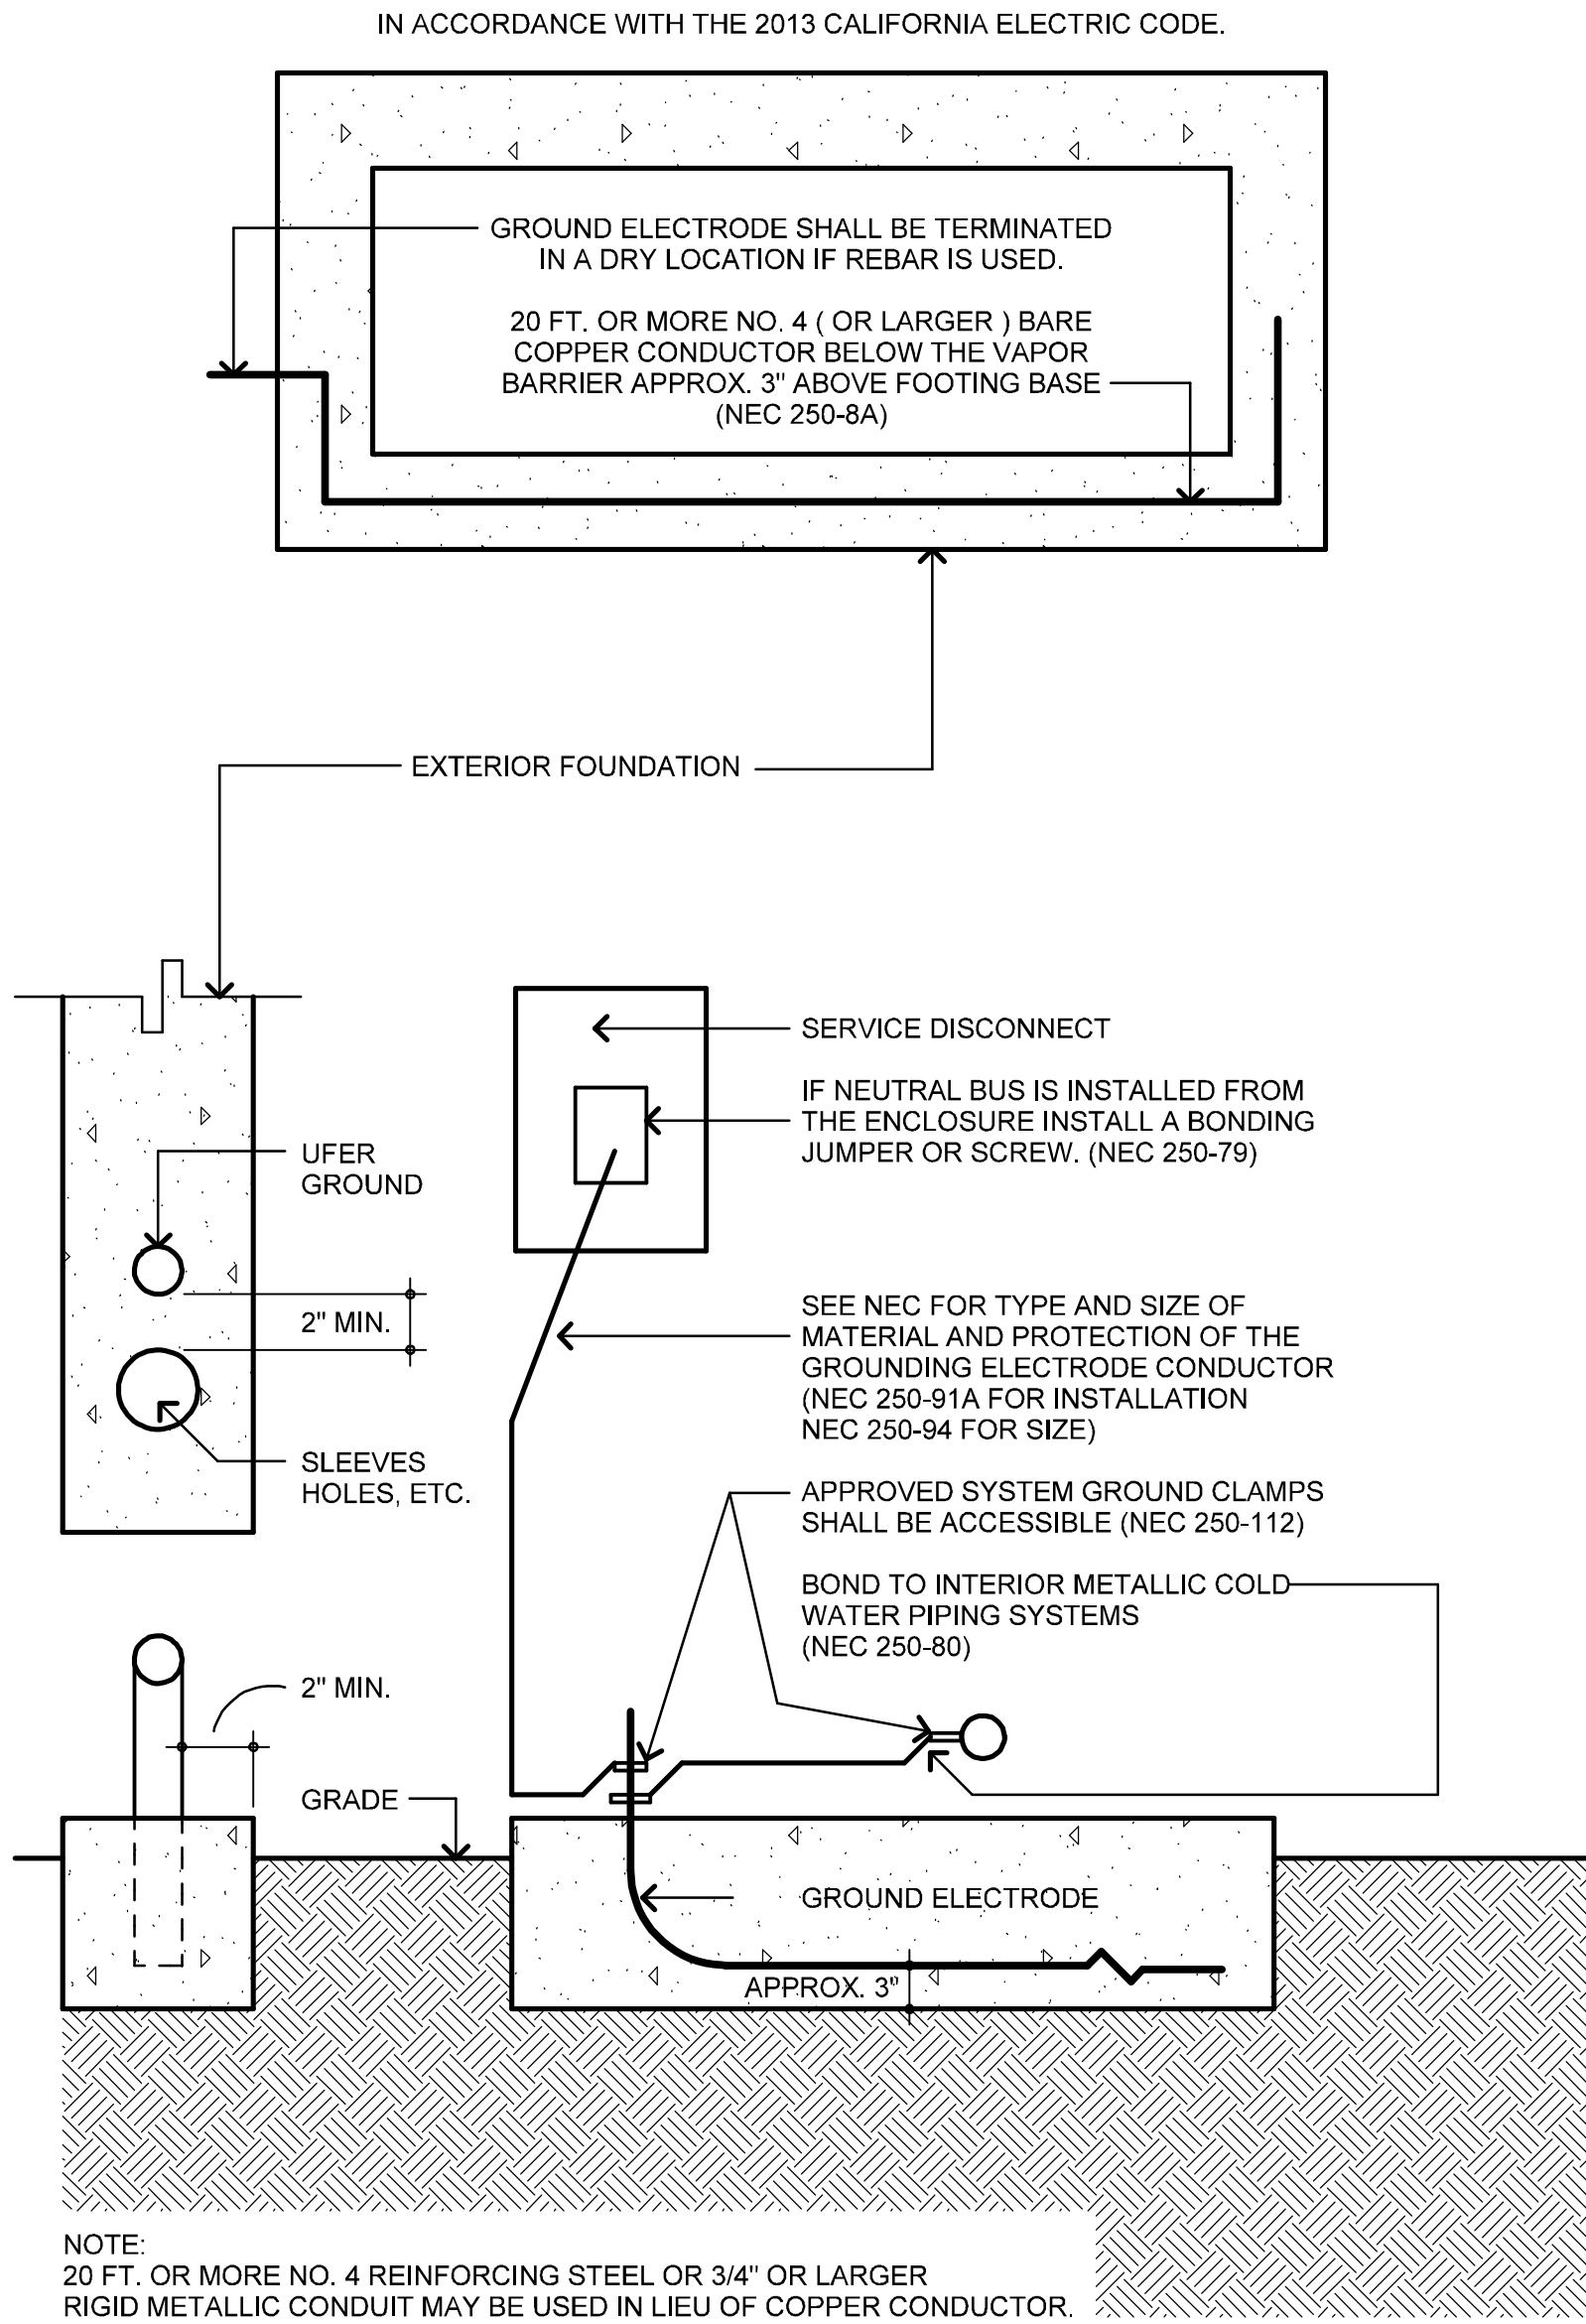 IN ACCORDANCE WITH THE 2013 CALIFORNIA ELECTRIC CODE.
GROUND ELECTRODE SHALL BE TERMINATED
IN A DRY LOCATION IF REBAR IS USED.
20 FT. OR MORE NO. 4 ( OR LARGER ) BARE
COPPER CONDUCTOR BELOW THE VAPOR
BARRIER APPROX. 3" ABOVE FOOTING BASE
(NEC 250-8A)
EXTERIOR FOUNDATION
SERVICE DISCONNECT
IF NEUTRAL BUS IS INSTALLED FROM
THE ENCLOSURE INSTALL A BONDING
JUMPER OR SCREW. (NEC 250-79)
UFER
GROUND
2" MIN.
SLEEVES
HOLES, ETC.
SEE NEC FOR TYPE AND SIZE OF
MATERIAL AND PROTECTION OF THE
GROUNDING ELECTRODE CONDUCTOR
(NEC 250-91A FOR INSTALLATION
NEC 250-94 FOR SIZE)
APPROVED SYSTEM GROUND CLAMPS
SHALL BE ACCESSIBLE (NEC 250-112)
BOND TO INTERIOR METALLIC COLD
WATER PIPING SYSTEMS
(NEC 250-80)
2" MIN.
GRADE
GROUND ELECTRODE
APPROX. 3"
NOTE:
20 FT. OR MORE NO. 4 REINFORCING STEEL OR 3/4" OR LARGER
RIGID METALLIC CONDUIT MAY BE USED IN LIEU OF COPPER CONDUCTOR.